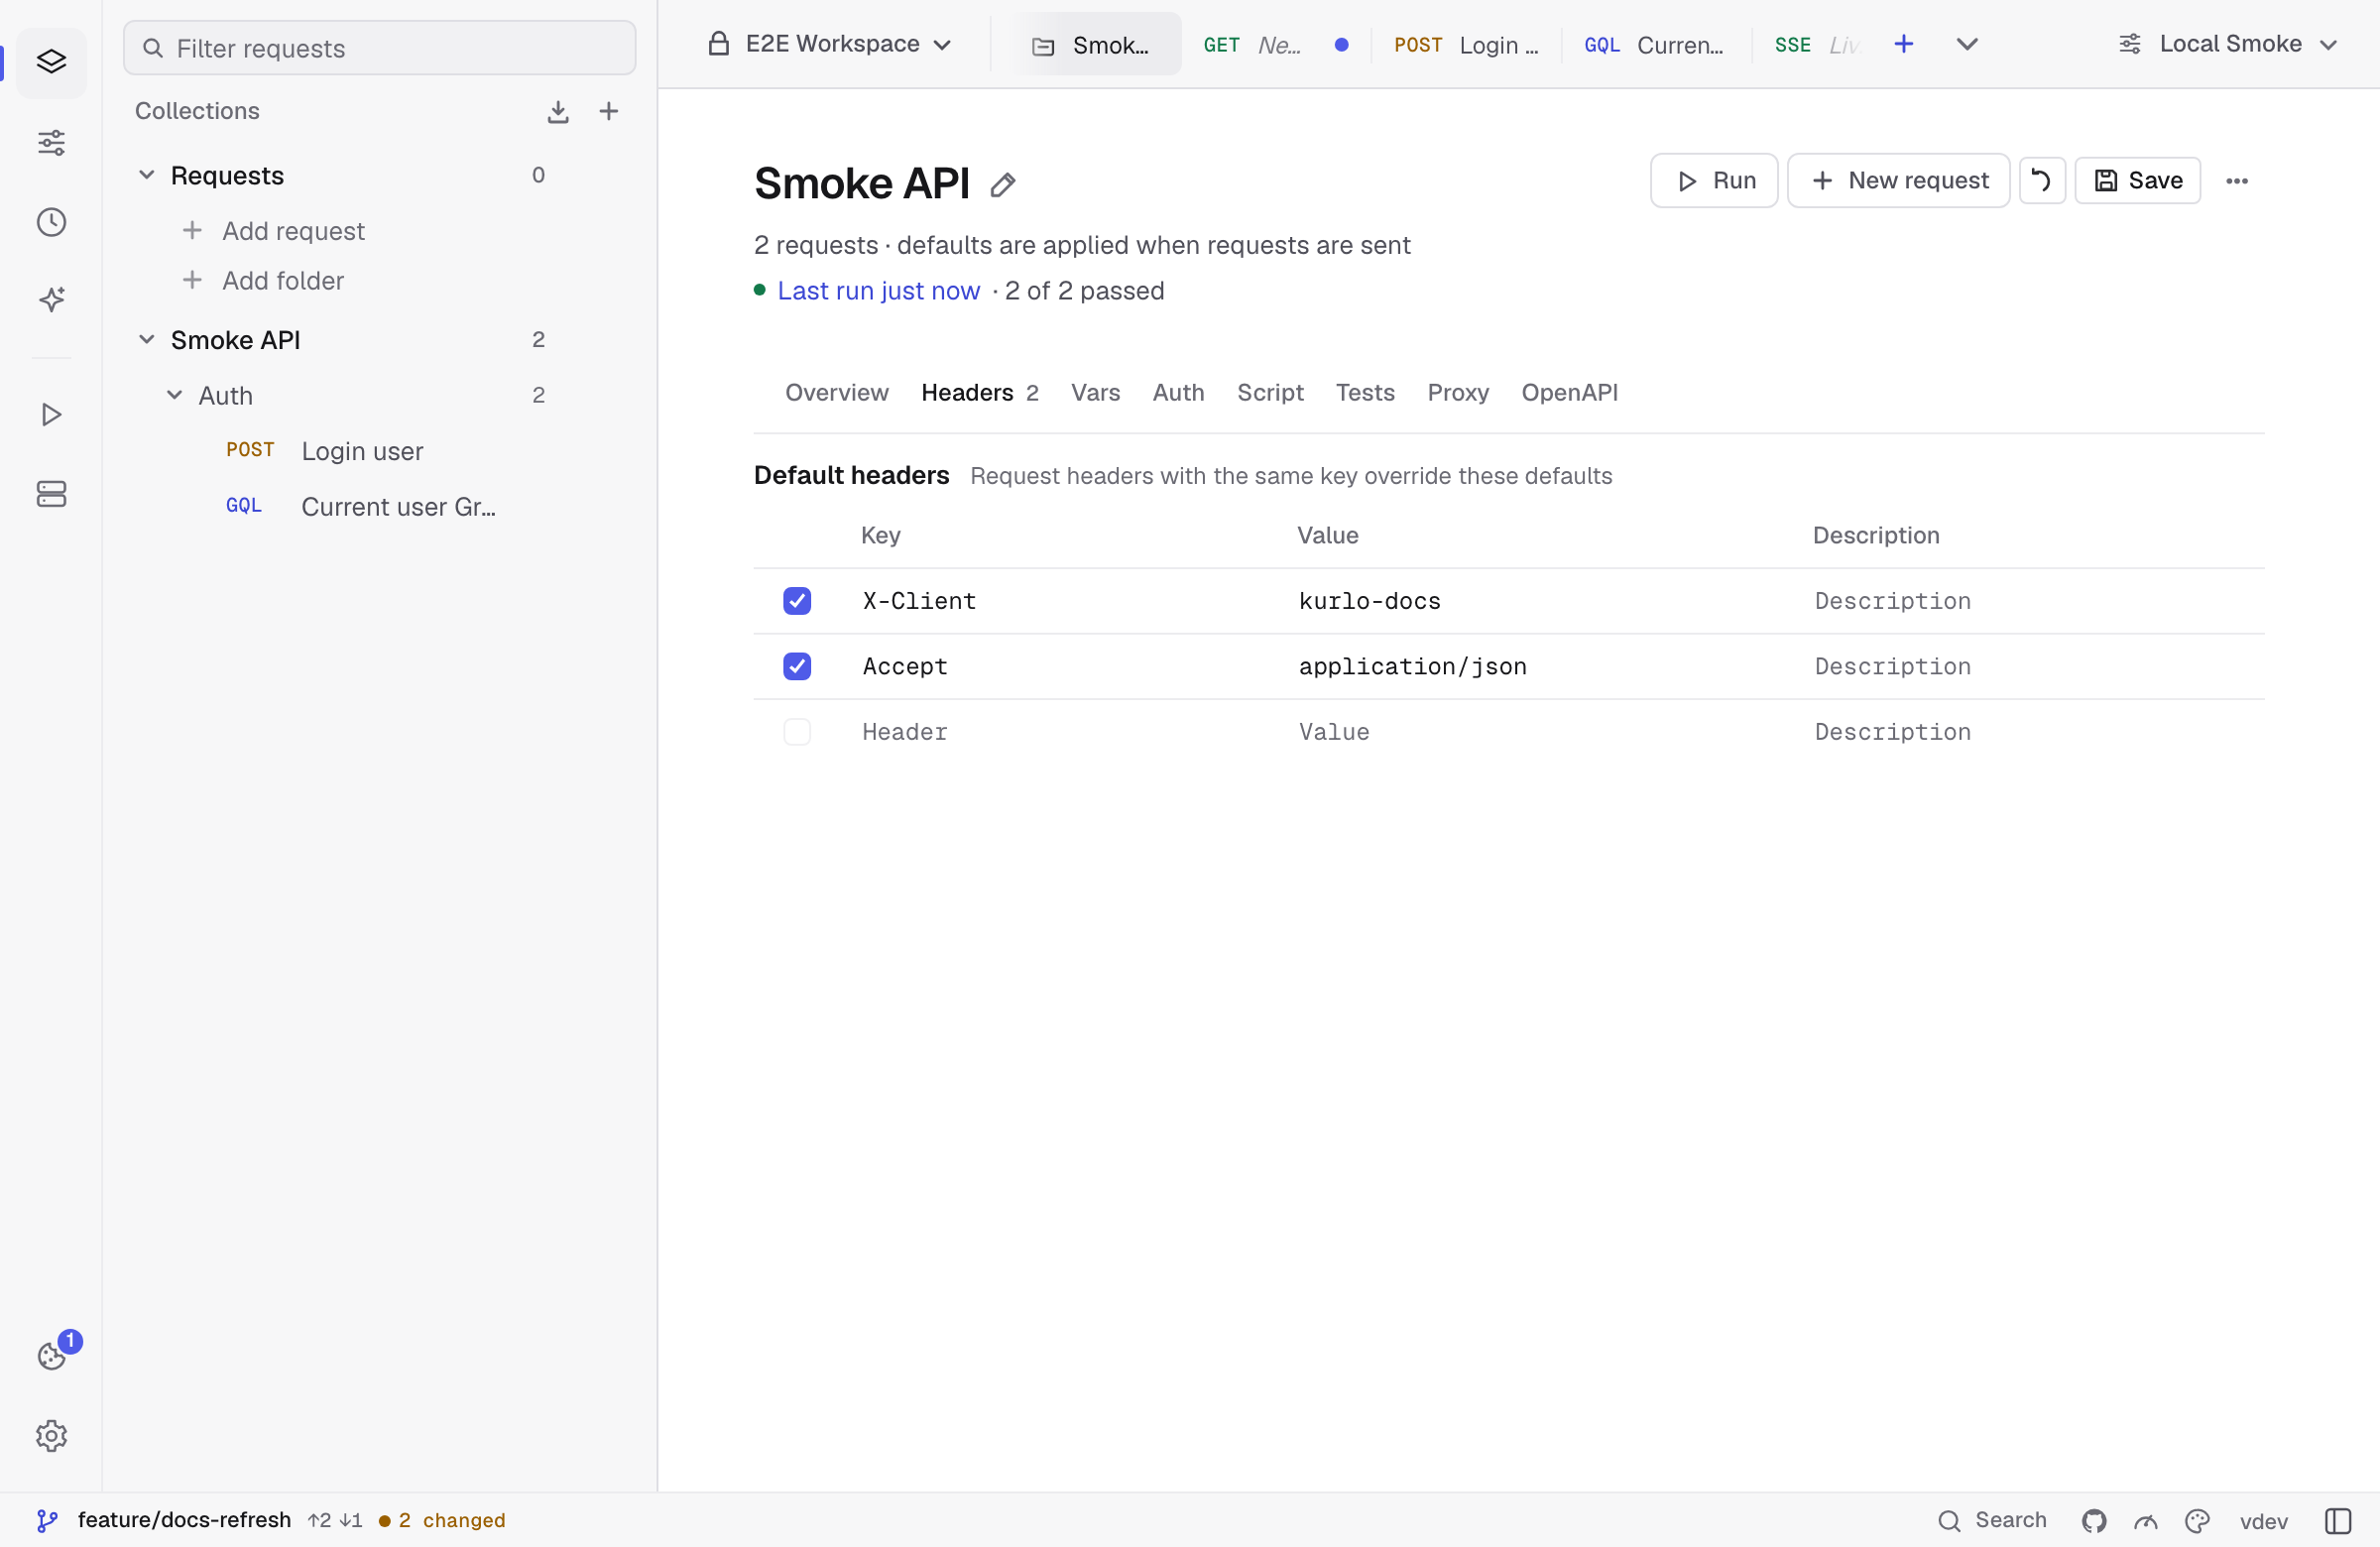 Filter requests
Collections
Requests 0
Add request
Add folder
Smoke API 2
Auth 2
POST Login user
GQL Current user Gr...
1
E2E Workspace
Smok...
GET Ne...
POST Login ...
GQL Curren...
SSE Liv
Local Smoke
Smoke API
Run
New request
Save
2 requests · defaults are applied when requests are sent
Last run just now · 2 of 2 passed
Overview Headers 2 Vars Auth Script Tests Proxy OpenAPI
Default headers Request headers with the same key override these defaults
Key Value Description
X-Client kurlo-docs Description
Accept application/json Description
Header Value Description
feature/docs-refresh ↑2 ↓1 2 changed
Search
vdev